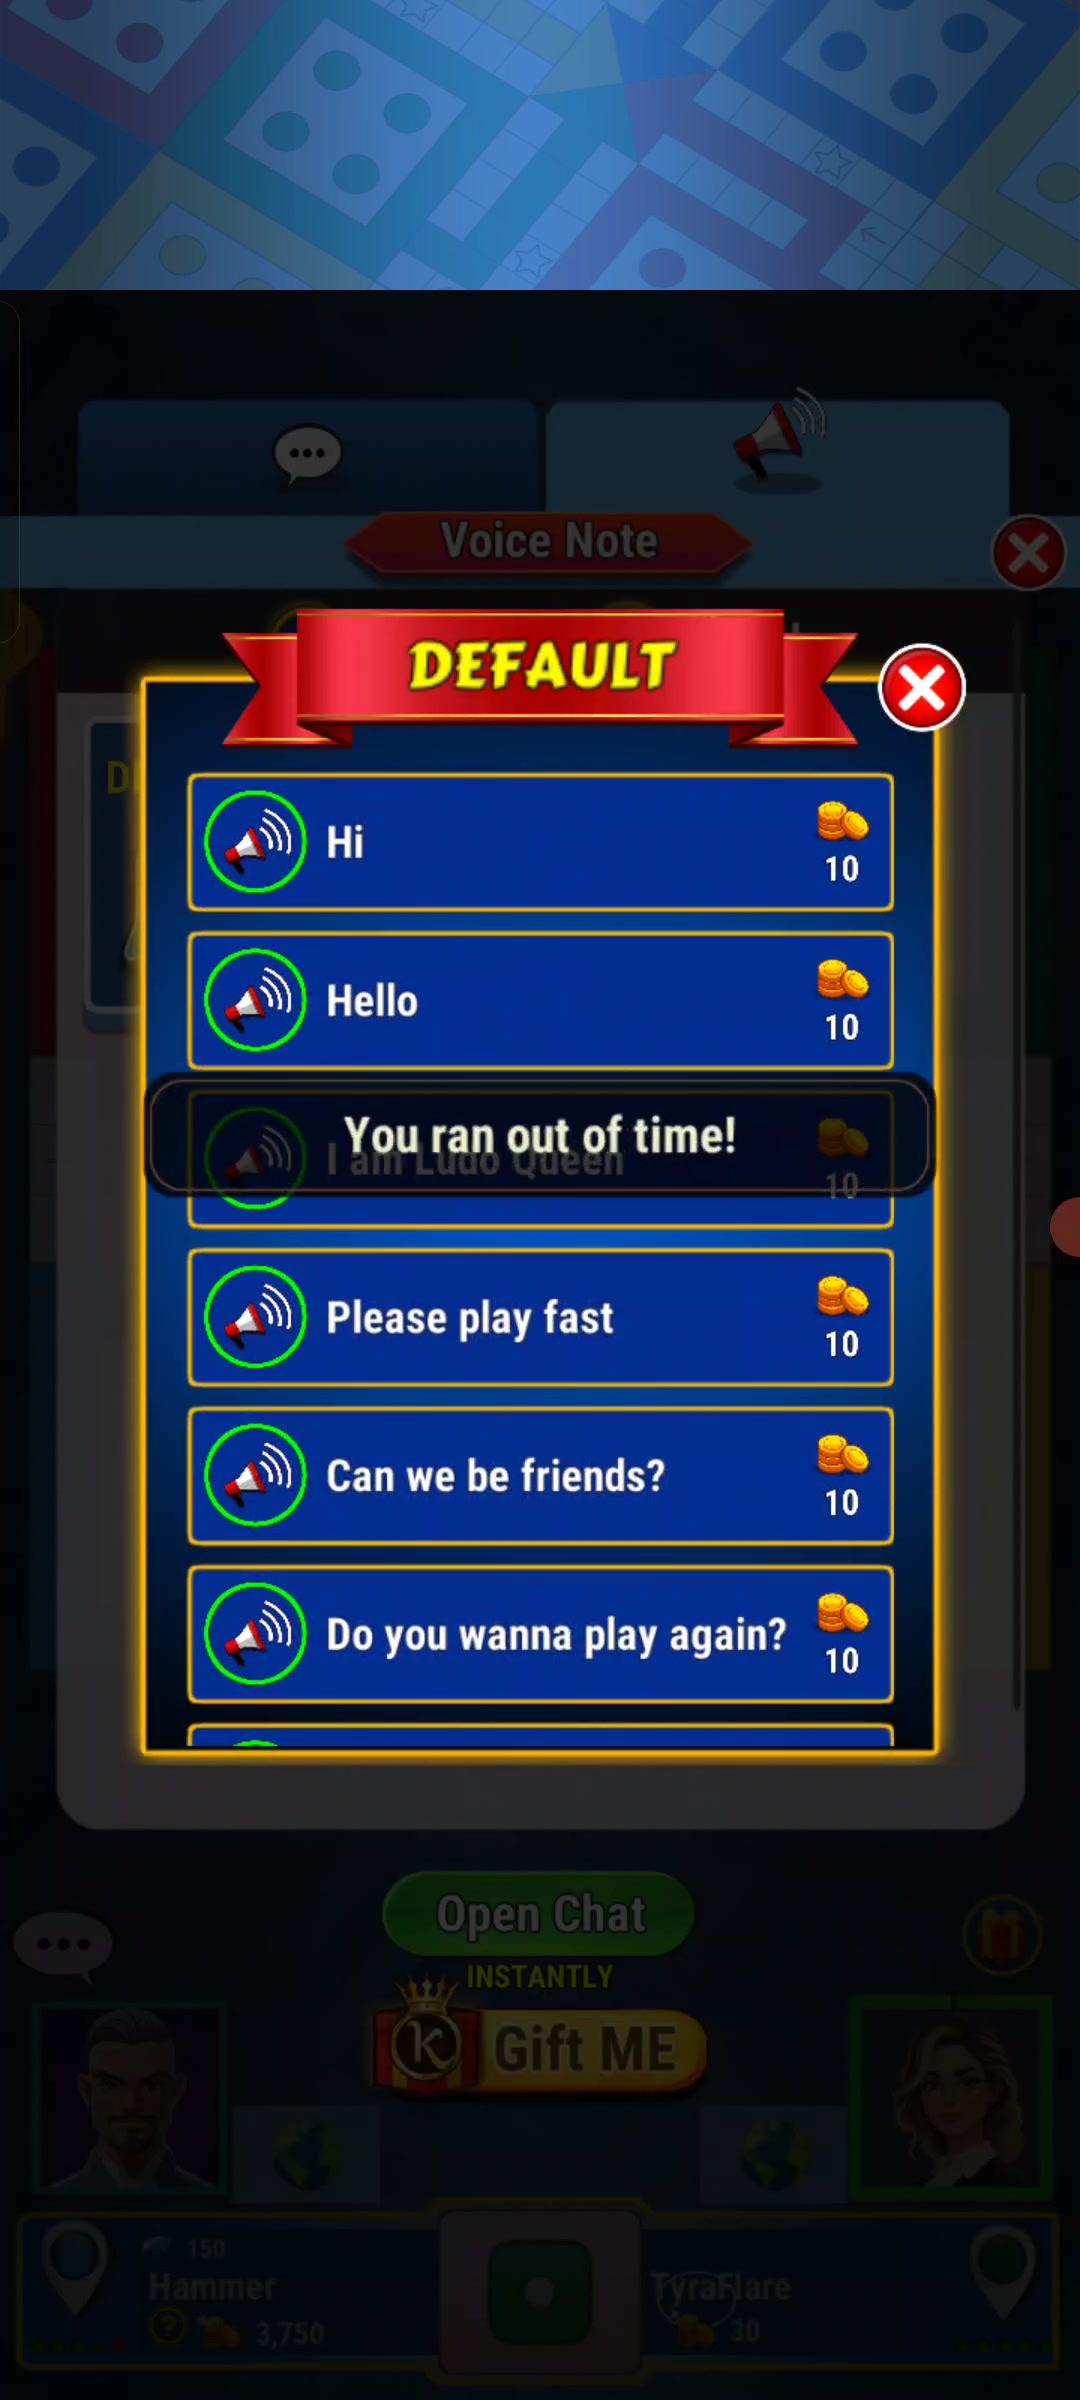 Voice Note
DEFAULT
Hi
10
Hello
10
You ran out of time!
I am Ludo Queen
10
Please play fast
10
Can we be friends?
10
Do you wanna play again?
10
Open Chat
INSTANTLY
K Gift ME
150
Hammer
TyraFlare
? 3,750
30